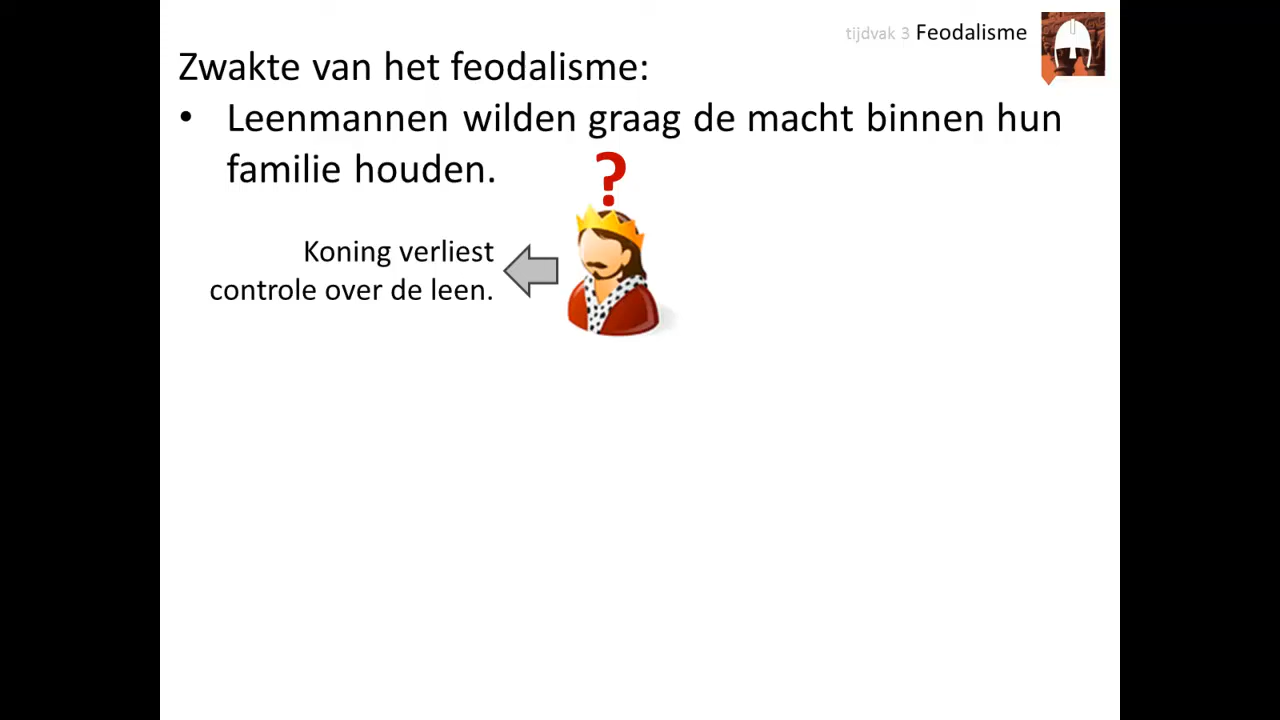 tijdvak 3 Feodalisme
Zwakte van het feodalisme:
• Leenmannen wilden graag de macht binnen hun
familie houden.
?
Koning verliest
controle over de leen.